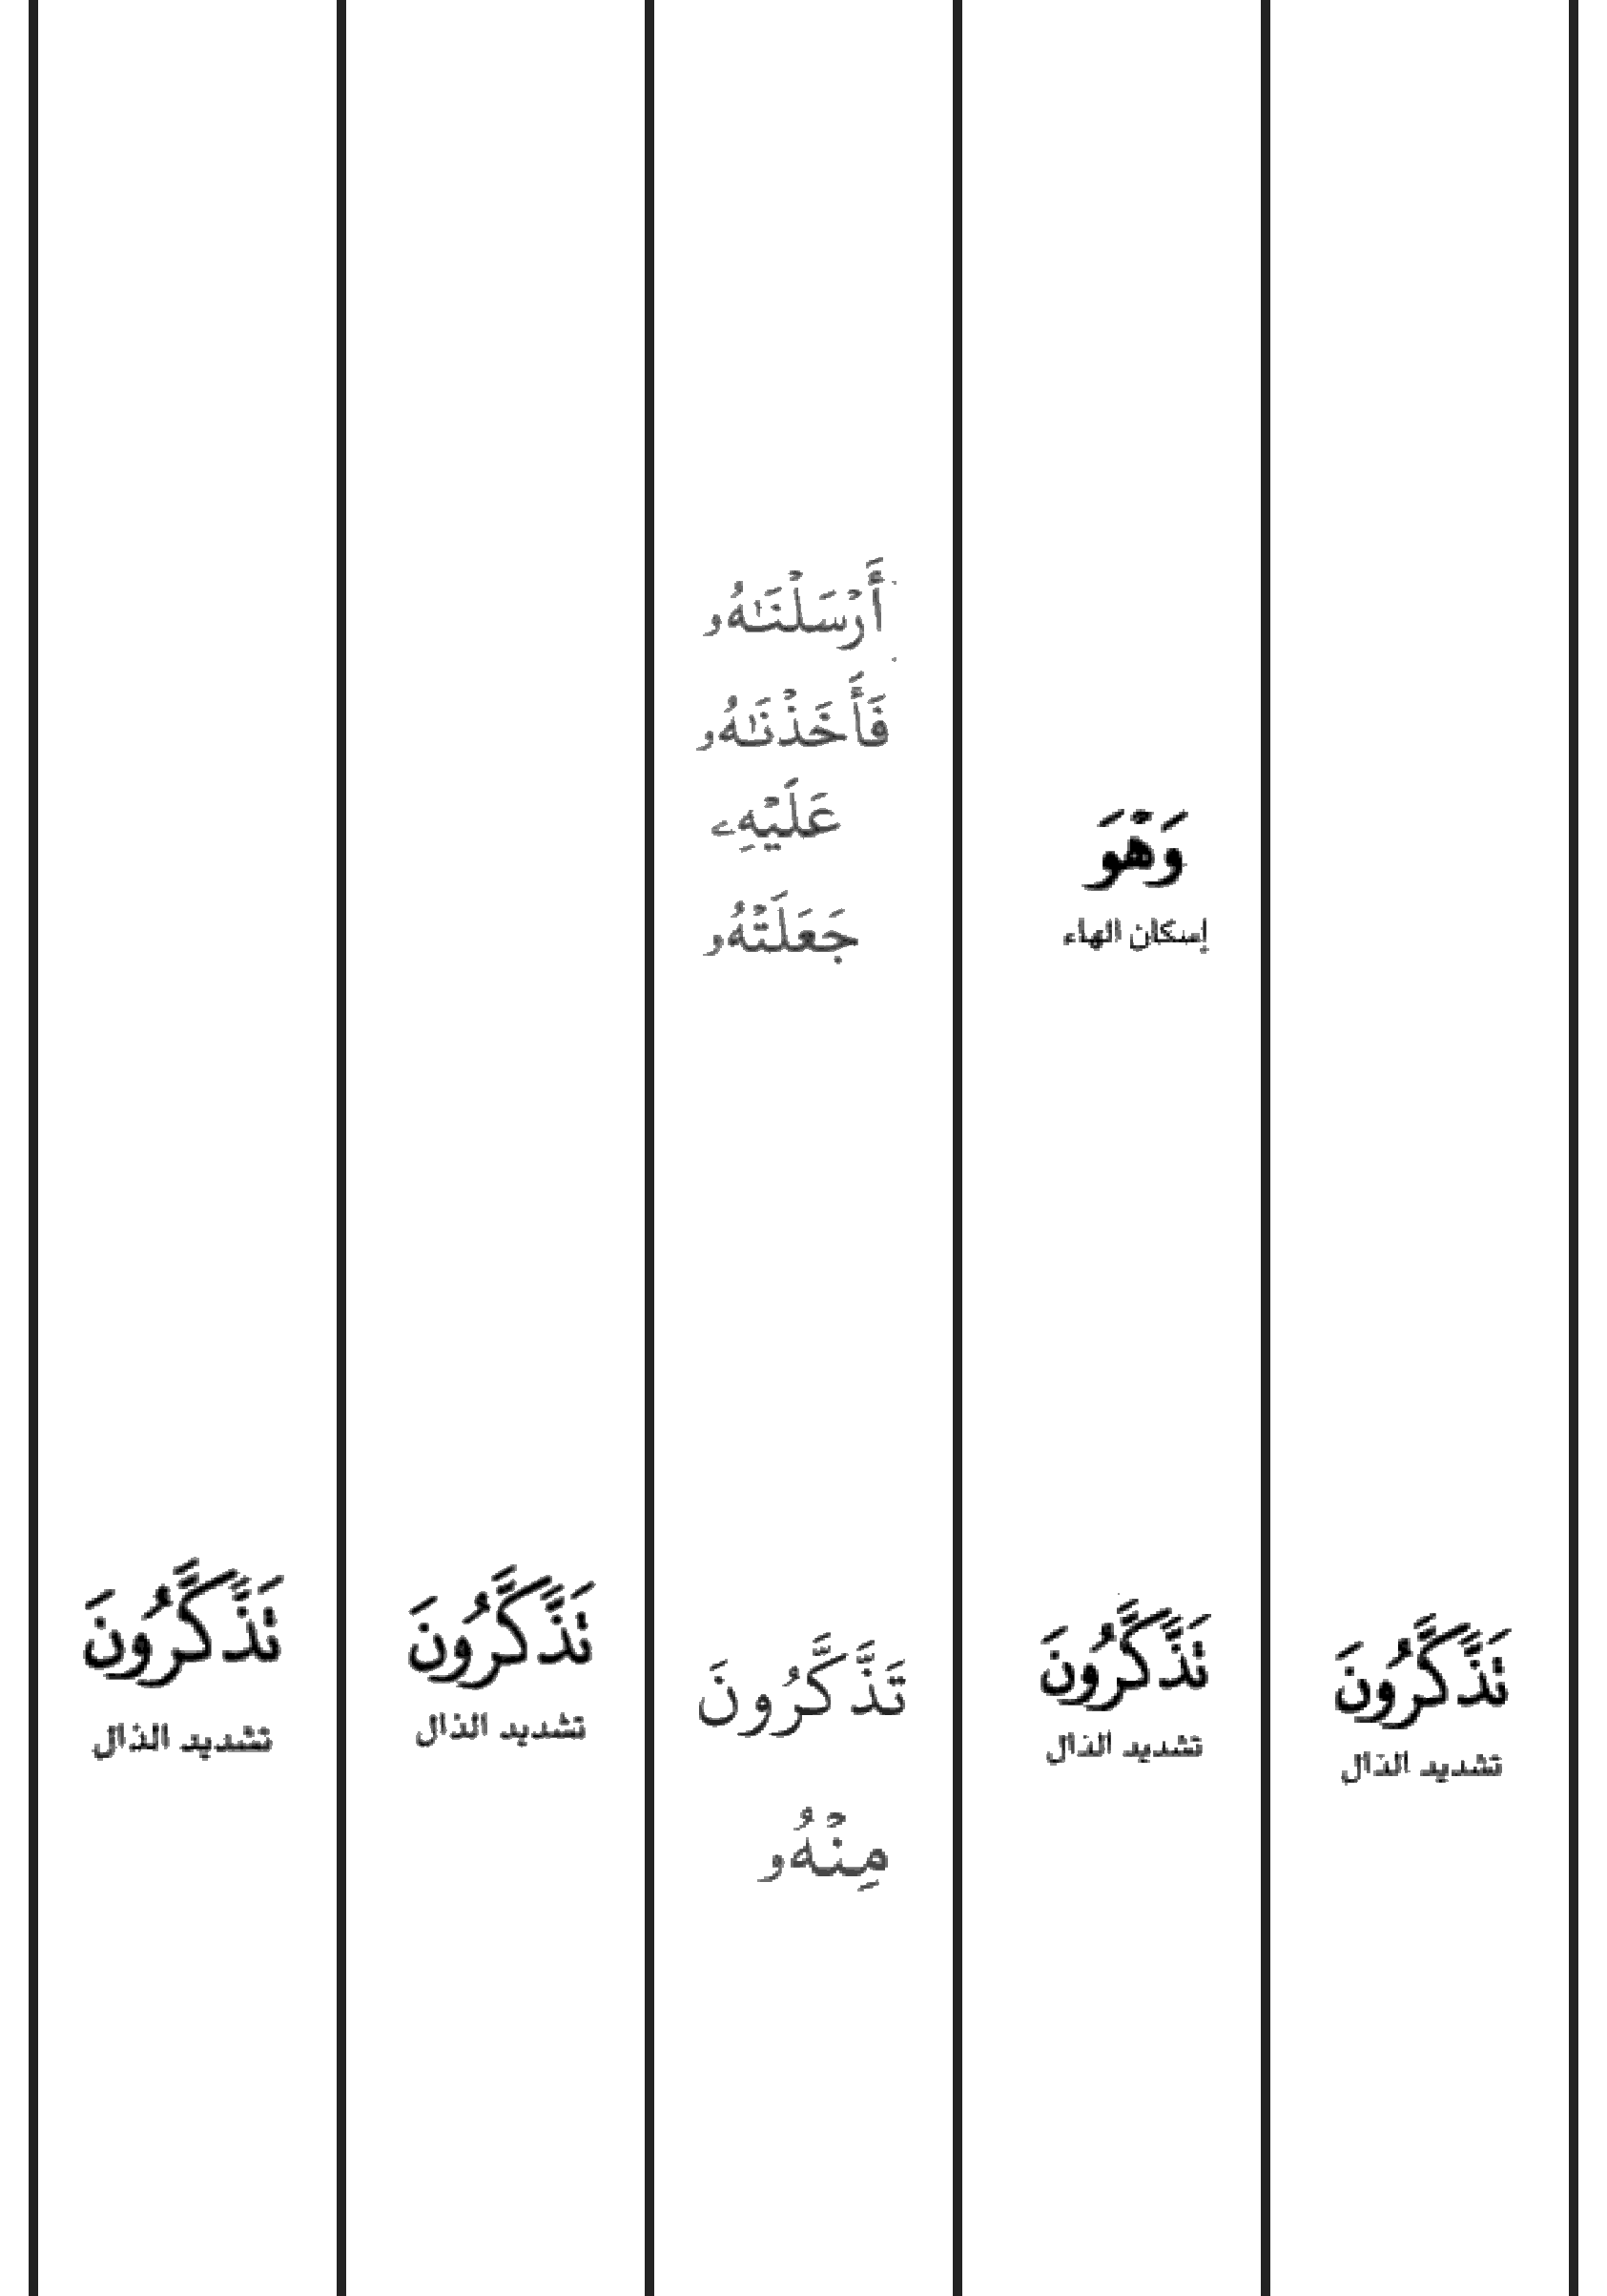 تَذَّكَّرُونَ
تشديد الذال
وَهْوَ
إسكان الهاء
تَذَّكَّرُونَ
تشديد الذال
أَرۡسَلۡنَٰهُۥ
فَأَخَذۡنَٰهُۥ
عَلَيۡهِۦ
جَعَلَتۡهُۥ
تَذَّكَّرُونَ
مِنۡهُۥ
تَذَّكَّرُونَ
تشديد الذال
تَذَّكَّرُونَ
تشديد الذال